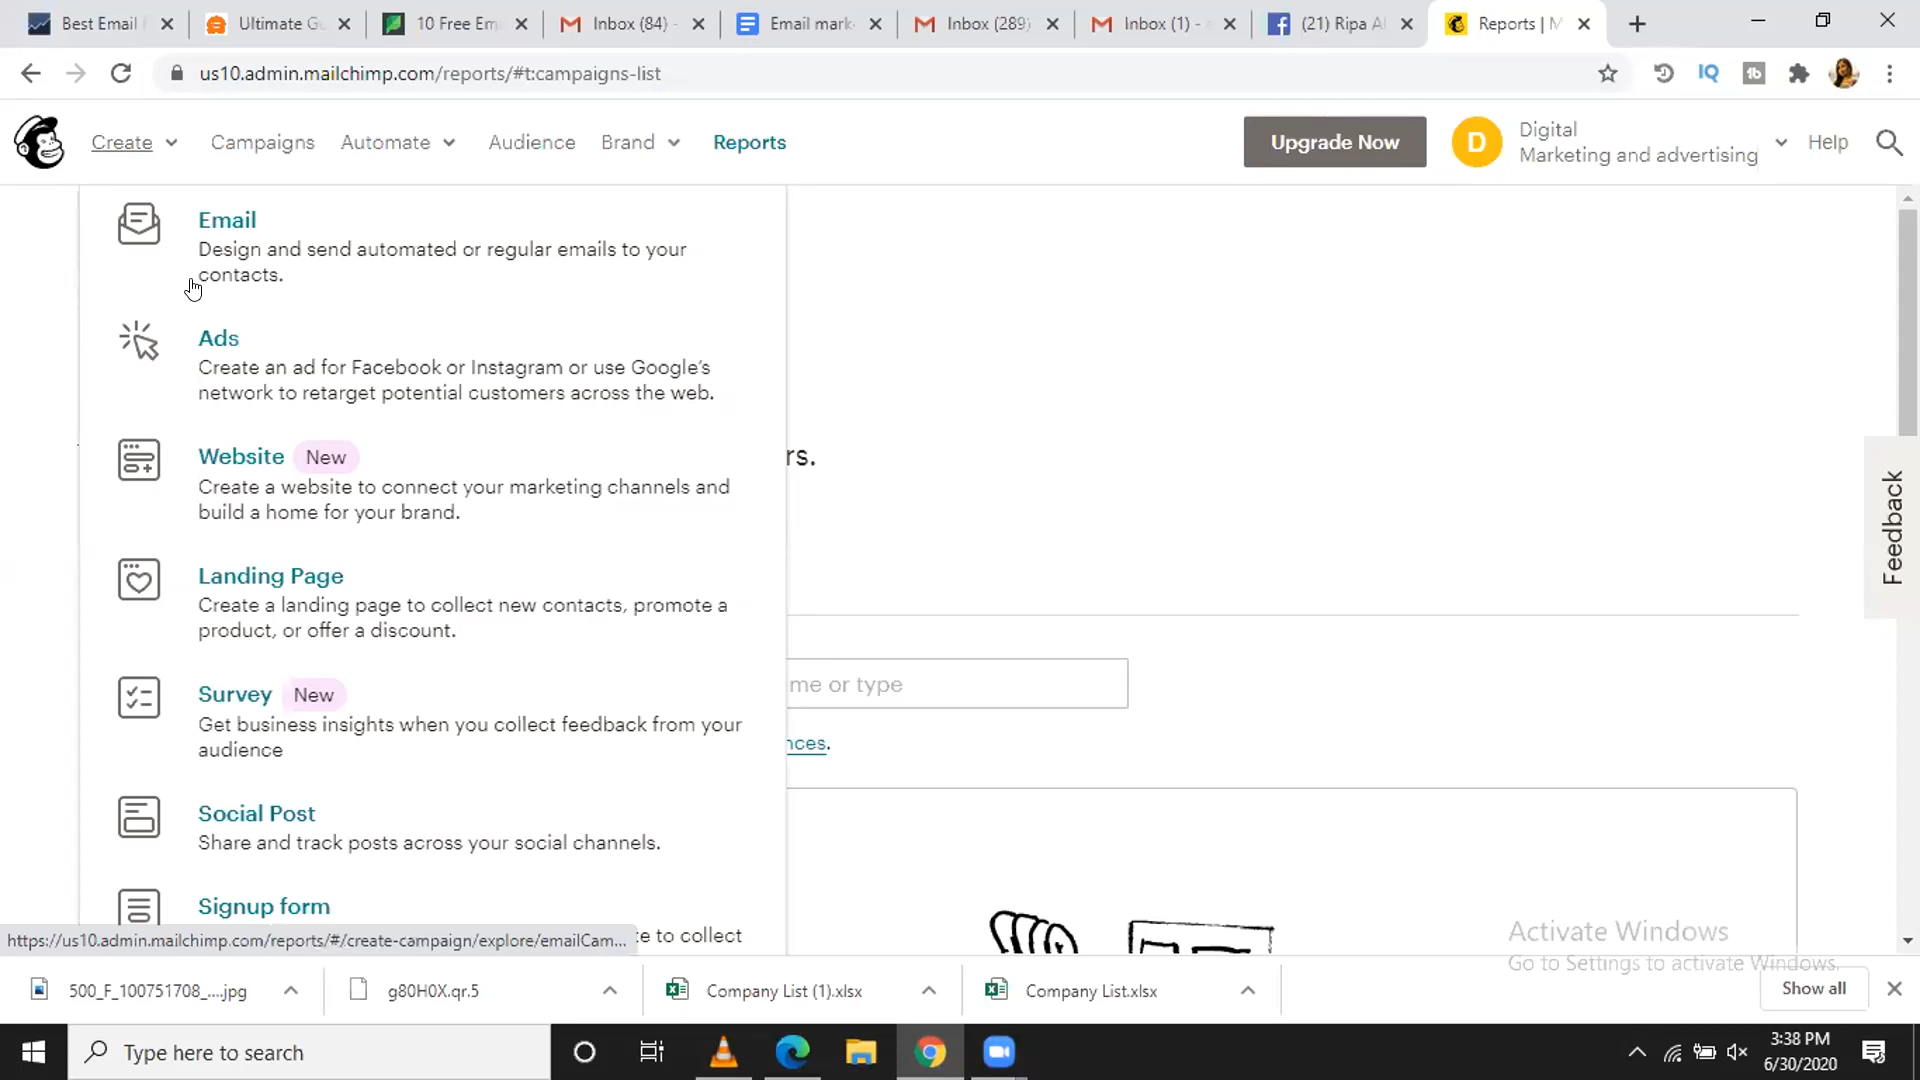 Best Email
Ultimate Gu
10 Free Em
Inbox (84) -
Email mark
Inbox (289)
Inbox (1) -
(21) Ripa A
Reports | M
us10.admin.mailchimp.com/reports/#t:campaigns-list
Create
Campaigns
Automate
Audience
Brand
Reports
Upgrade Now
D
Digital
Marketing and advertising
Help
Email
Design and send automated or regular emails to your
contacts.
Ads
Create an ad for Facebook or Instagram or use Google's
network to retarget potential customers across the web.
Website New
Create a website to connect your marketing channels and
build a home for your brand.
Landing Page
Create a landing page to collect new contacts, promote a
product, or offer a discount.
Survey New
Get business insights when you collect feedback from your
audience
Social Post
Share and track posts across your social channels.
Signup form
te to collect
rs.
me or type
nces.
Feedback
https://us10.admin.mailchimp.com/reports/#/create-campaign/explore/emailCam...
Activate Windows
Go to Settings to activate Windows.
500_F_100751708_....jpg
g80H0X.qr.5
Company List (1).xlsx
Company List.xlsx
Show all
Type here to search
3:38 PM
6/30/2020